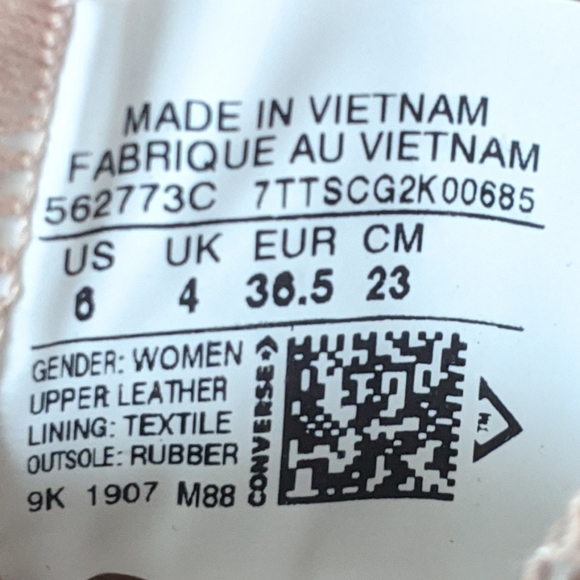 MADE IN VIETNAM
FABRIQUE AU VIETNAM
562773C 7TTSCG2K00685
US UK EUR CM
6 4 36.5 23
GENDER: WOMEN
UPPER LEATHER
LINING: TEXTILE
OUTSOLE: RUBBER
9K 1907 M88
CONVERSE
TM